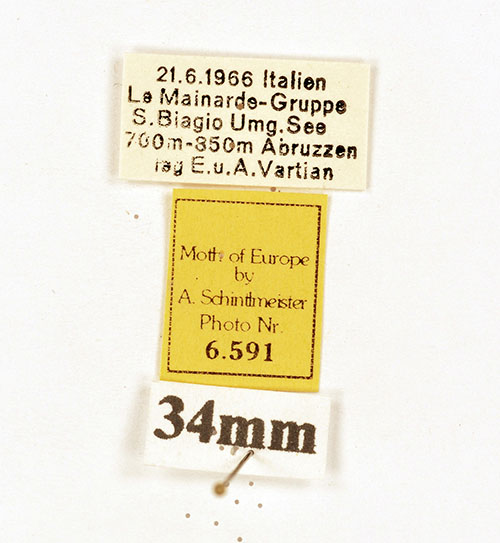 21.6.1966 Italien
Le Mainarde-Gruppe
S.Biagio Umg.See
700m-850m Abruzzen
leg E.u.A.Vartian
Moth of Europe
by
A. Schintlmeister
Photo Nr.
6.591
34mm